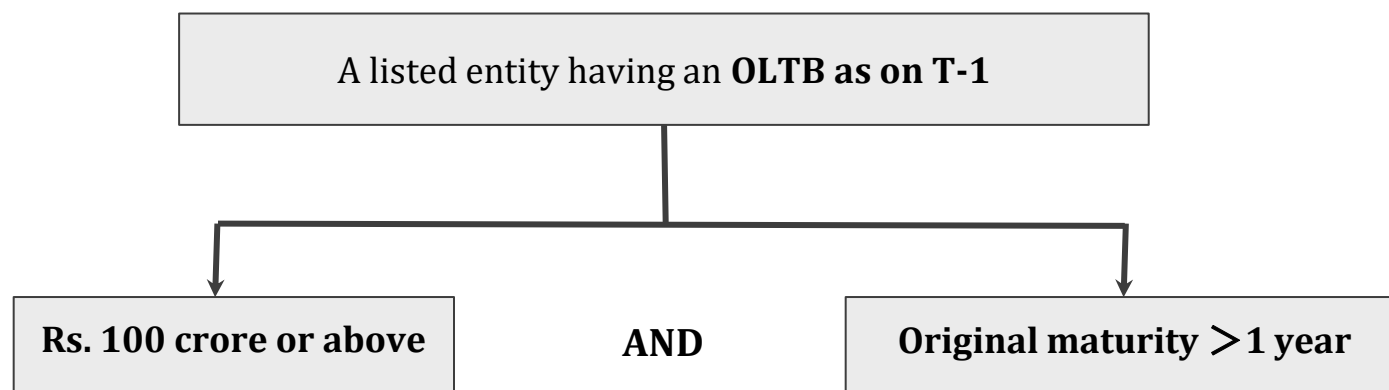 A listed entity having an OLTB as on T-1
Rs. 100 crore or above
AND
Original maturity >1 year